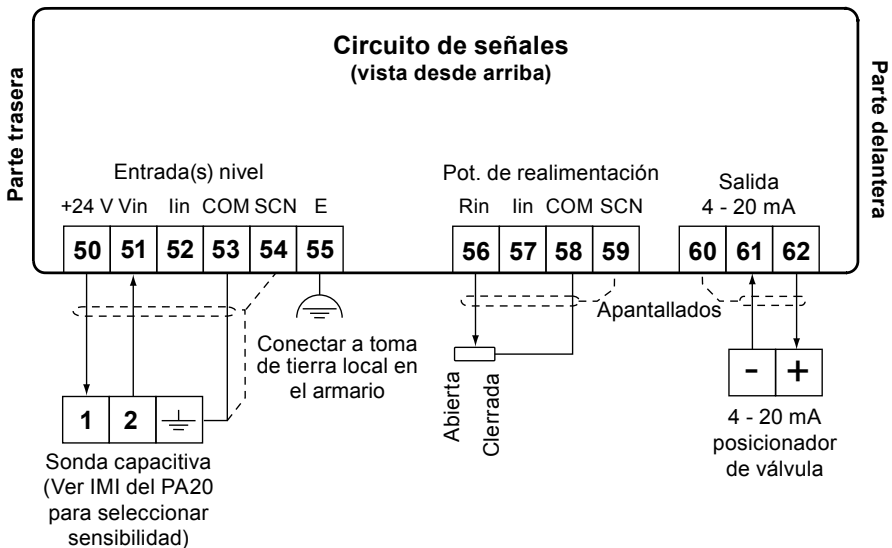 Circuito de señales
(vista desde arriba)
Parte trasera
Parte delantera
Entrada(s) nivel
+24 V Vin Iin COM SCN E
50 51 52 53 54 55
Pot. de realimentación
Rin Iin COM SCN
56 57 58 59
Salida
4 - 20 mA
60 61 62
Apantallados
Conectar a toma
de tierra local en
el armario
1 2
Sonda capacitiva
(Ver IMI del PA20
para seleccionar
sensibilidad)
Abierta
Clerrada
- +
4 - 20 mA
posicionador
de válvula